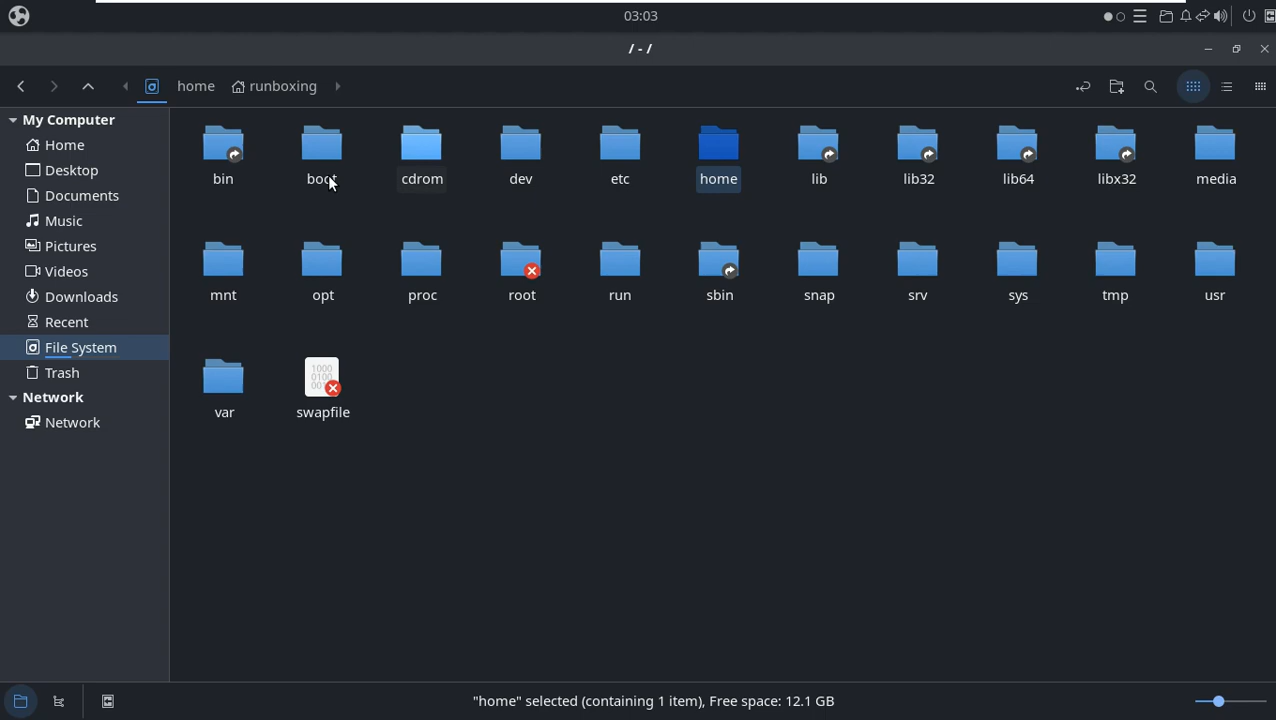 03:03
/ - /
home runboxing
My Computer
Home
Desktop
Documents
Music
Pictures
Videos
Downloads
Recent
File System
Trash
Network
Network
bin boot cdrom dev etc home lib lib32 lib64 libx32 media
mnt opt proc root run sbin snap srv sys tmp usr
1000
0100
var swapfile
"home" selected (containing 1 item), Free space: 12.1 GB